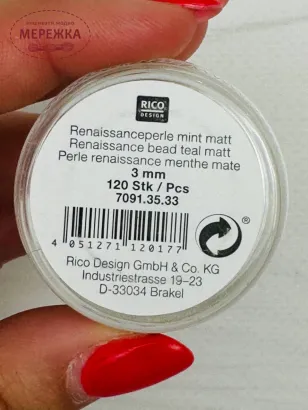 МЕРЕЖКА
RICO
DESIGN
Renaissanceperle mint matt
Renaissance bead teal matt
Perle renaissance menthe mate
3 mm
120 Stk / Pcs
7091.35.33
4 051271 120177
®
Rico Design GmbH & Co. KG
Industriestrasse 19–23
D-33034 Brakel